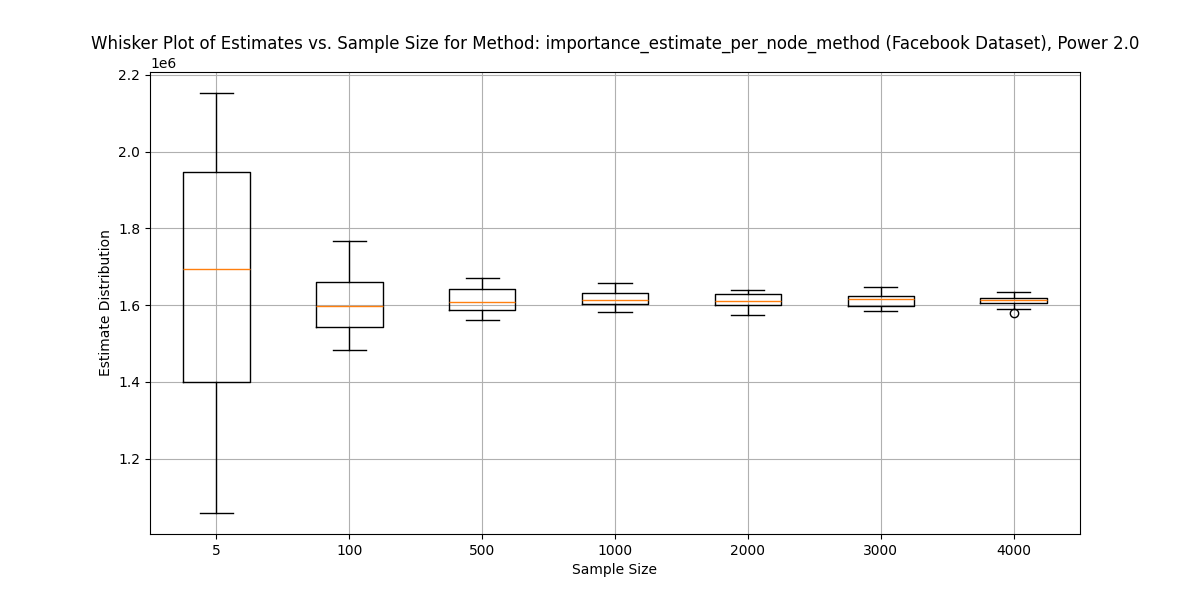 Whisker Plot of Estimates vs. Sample Size for Method: importance_estimate_per_node_method (Facebook Dataset), Power 2.0
1e6
2.2
2.0
1.8
1.6
1.4
1.2
Estimate Distribution
5 100 500 1000 2000 3000 4000
Sample Size